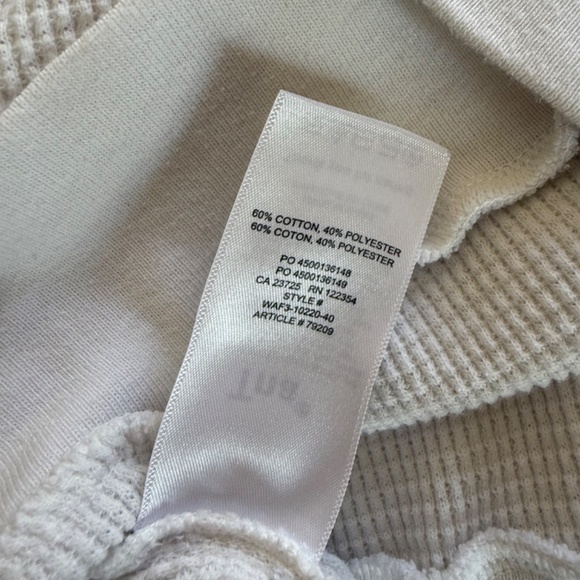 60% COTTON, 40% POLYESTER
60% COTON, 40% POLYESTER
PO 4500136148
PO 4500136149
CA 23725 RN 122354
STYLE #
WAF3-10220-40
ARTICLE # 79209